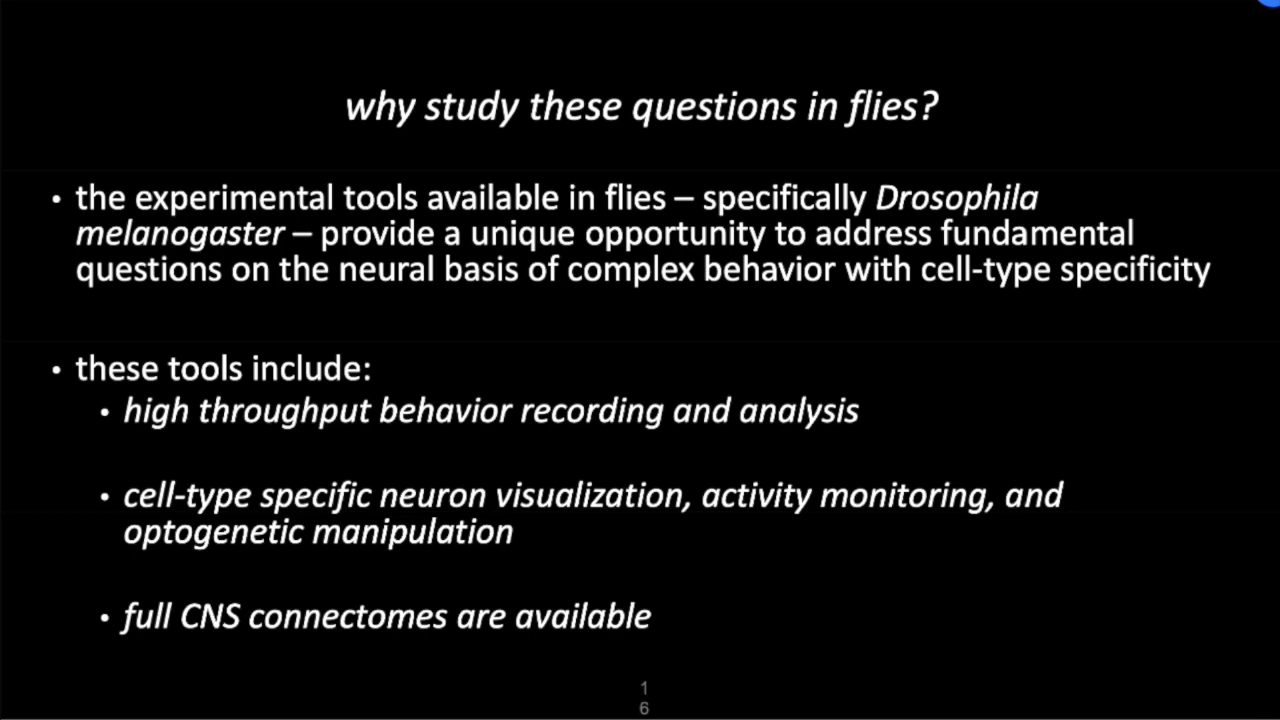 why study these questions in flies?
• the experimental tools available in flies – specifically Drosophila
melanogaster – provide a unique opportunity to address fundamental
questions on the neural basis of complex behavior with cell-type specificity
• these tools include:
• high throughput behavior recording and analysis
• cell-type specific neuron visualization, activity monitoring, and
optogenetic manipulation
• full CNS connectomes are available
1
6